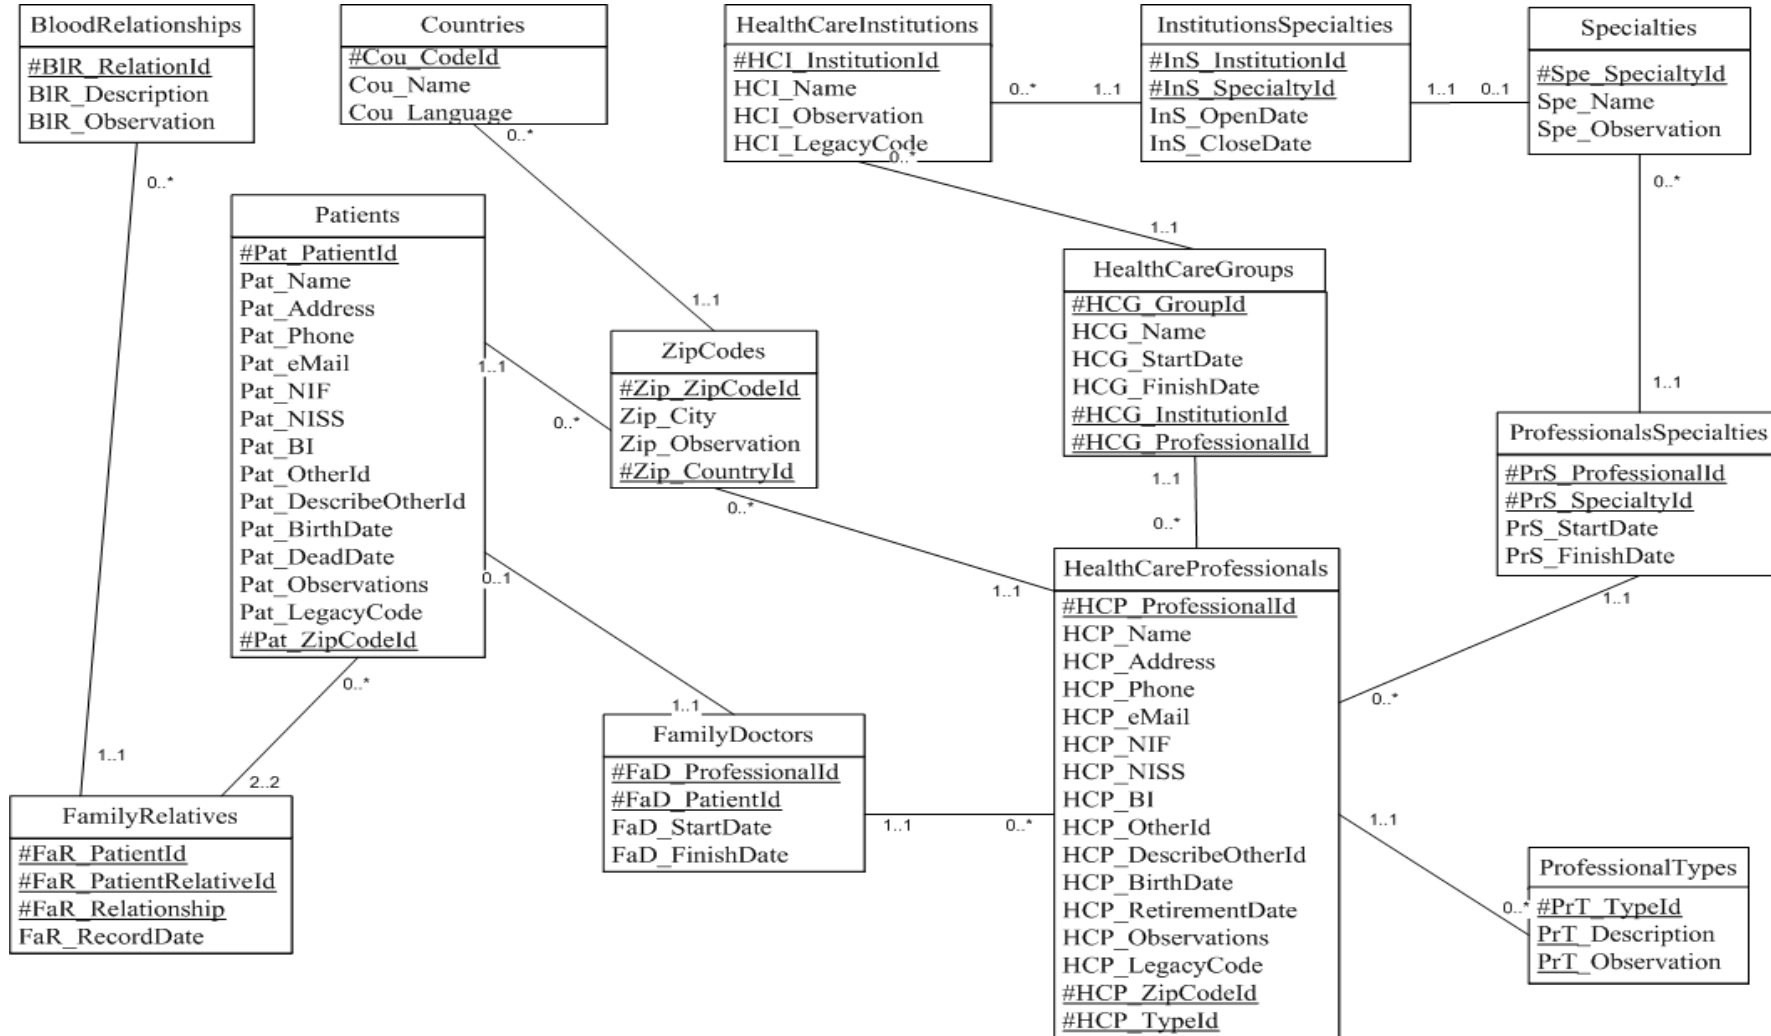 BloodRelationships
#BlR_RelationId
BlR_Description
BlR_Observation
0..*
1..1
Countries
#Cou_CodeId
Cou_Name
Cou_Language
0..*
1..1
HealthCareInstitutions
#HCI_InstitutionId
HCI_Name
HCI_Observation
HCI_LegacyCode
0..*
0..*
1..1
1..1
InstitutionsSpecialties
#InS_InstitutionId
#InS_SpecialtyId
InS_OpenDate
InS_CloseDate
1..1
0..1
Specialties
#Spe_SpecialtyId
Spe_Name
Spe_Observation
0..*
1..1
Patients
#Pat_PatientId
Pat_Name
Pat_Address
Pat_Phone
Pat_eMail
Pat_NIF
Pat_NISS
Pat_BI
Pat_OtherId
Pat_DescribeOtherId
Pat_BirthDate
Pat_DeadDate
Pat_Observations
Pat_LegacyCode
#Pat_ZipCodeId
1..1
0..*
0..1
1..1
0..*
2..2
ZipCodes
#Zip_ZipCodeId
Zip_City
Zip_Observation
#Zip_CountryId
0..*
1..1
HealthCareGroups
#HCG_GroupId
HCG_Name
HCG_StartDate
HCG_FinishDate
#HCG_InstitutionId
#HCG_ProfessionalId
1..1
0..*
ProfessionalsSpecialties
#PrS_ProfessionalId
#PrS_SpecialtyId
PrS_StartDate
PrS_FinishDate
1..1
0..*
FamilyRelatives
#FaR_PatientId
#FaR_PatientRelativeId
#FaR_Relationship
FaR_RecordDate
FamilyDoctors
#FaD_ProfessionalId
#FaD_PatientId
FaD_StartDate
FaD_FinishDate
1..1
0..*
HealthCareProfessionals
#HCP_ProfessionalId
HCP_Name
HCP_Address
HCP_Phone
HCP_eMail
HCP_NIF
HCP_NISS
HCP_BI
HCP_OtherId
HCP_DescribeOtherId
HCP_BirthDate
HCP_RetirementDate
HCP_Observations
HCP_LegacyCode
#HCP_ZipCodeId
#HCP_TypeId
1..1
0..*
ProfessionalTypes
#PrT_TypeId
PrT_Description
PrT_Observation